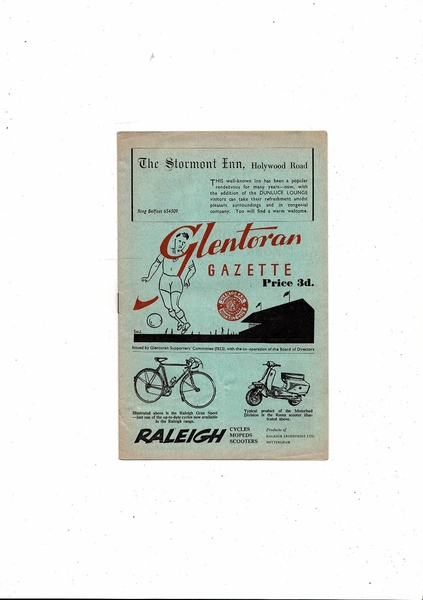 The Stormont Inn, Holywood Road
THIS well-known inn has been a popular
rendezvous for many years—now, with
the addition of the DUNLUCE LOUNGE
visitors can take their refreshment amidst
pleasant surroundings and in congenial
company. You will find a warm welcome.
Ring Belfast 654509
Glentoran
GAZETTE
Price 3d.
GLENTORAN
Issued by Glentoran Supporters' Committee (1953), with the co-operation of the Board of Directors
Illustrated above is the Raleigh Gran Sport
—just one of the up-to-date cycles now available
in the Raleigh range.
Typical product of the Motorised
Division is the Roma scooter illus-
trated above.
RALEIGH
CYCLES
MOPEDS
SCOOTERS
Products of
RALEIGH INDUSTRIES LTD.
NOTTINGHAM